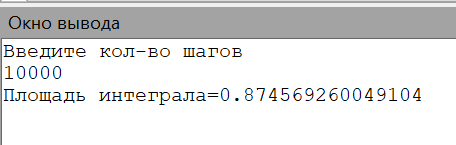 Окно вывода
Введите кол-во шагов
10000
Площадь интеграла=0.874569260049104